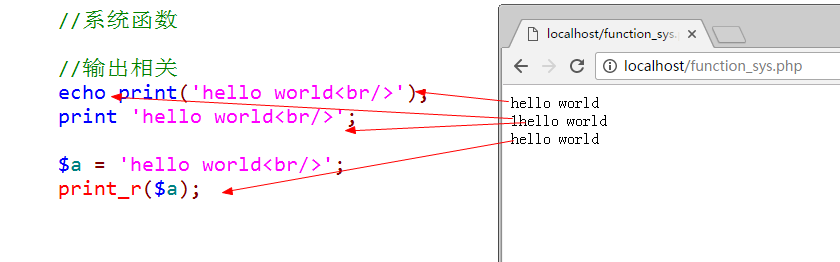 //系统函数
//输出相关
echo print('hello world<br/>');
print 'hello world<br/>';
$a = 'hello world<br/>';
print_r($a);
localhost/function_sys.
localhost/function_sys.php
hello world
1hello world
hello world